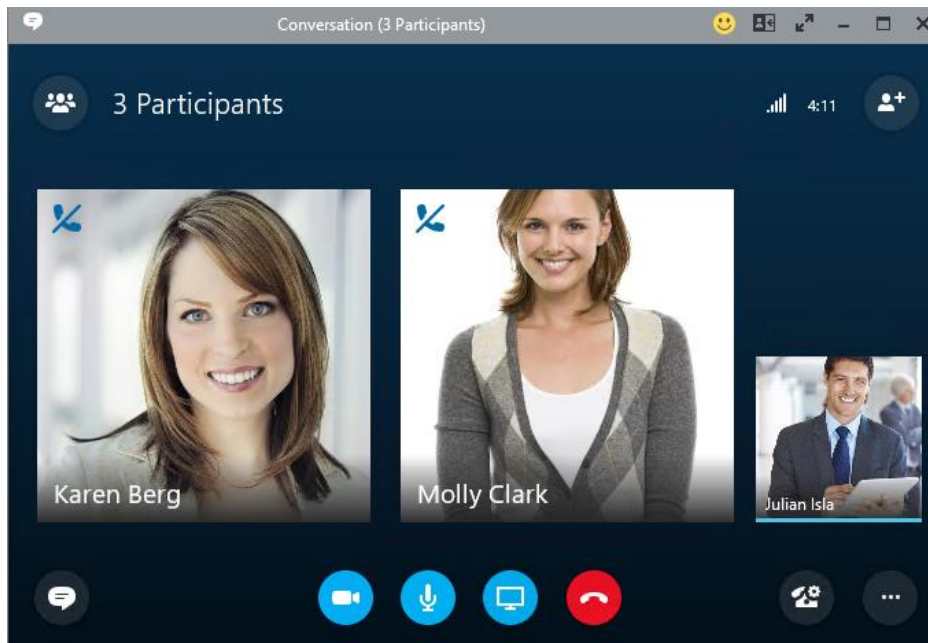 Conversation (3 Participants)
3 Participants
4:11
Karen Berg
Molly Clark
Julian Isla